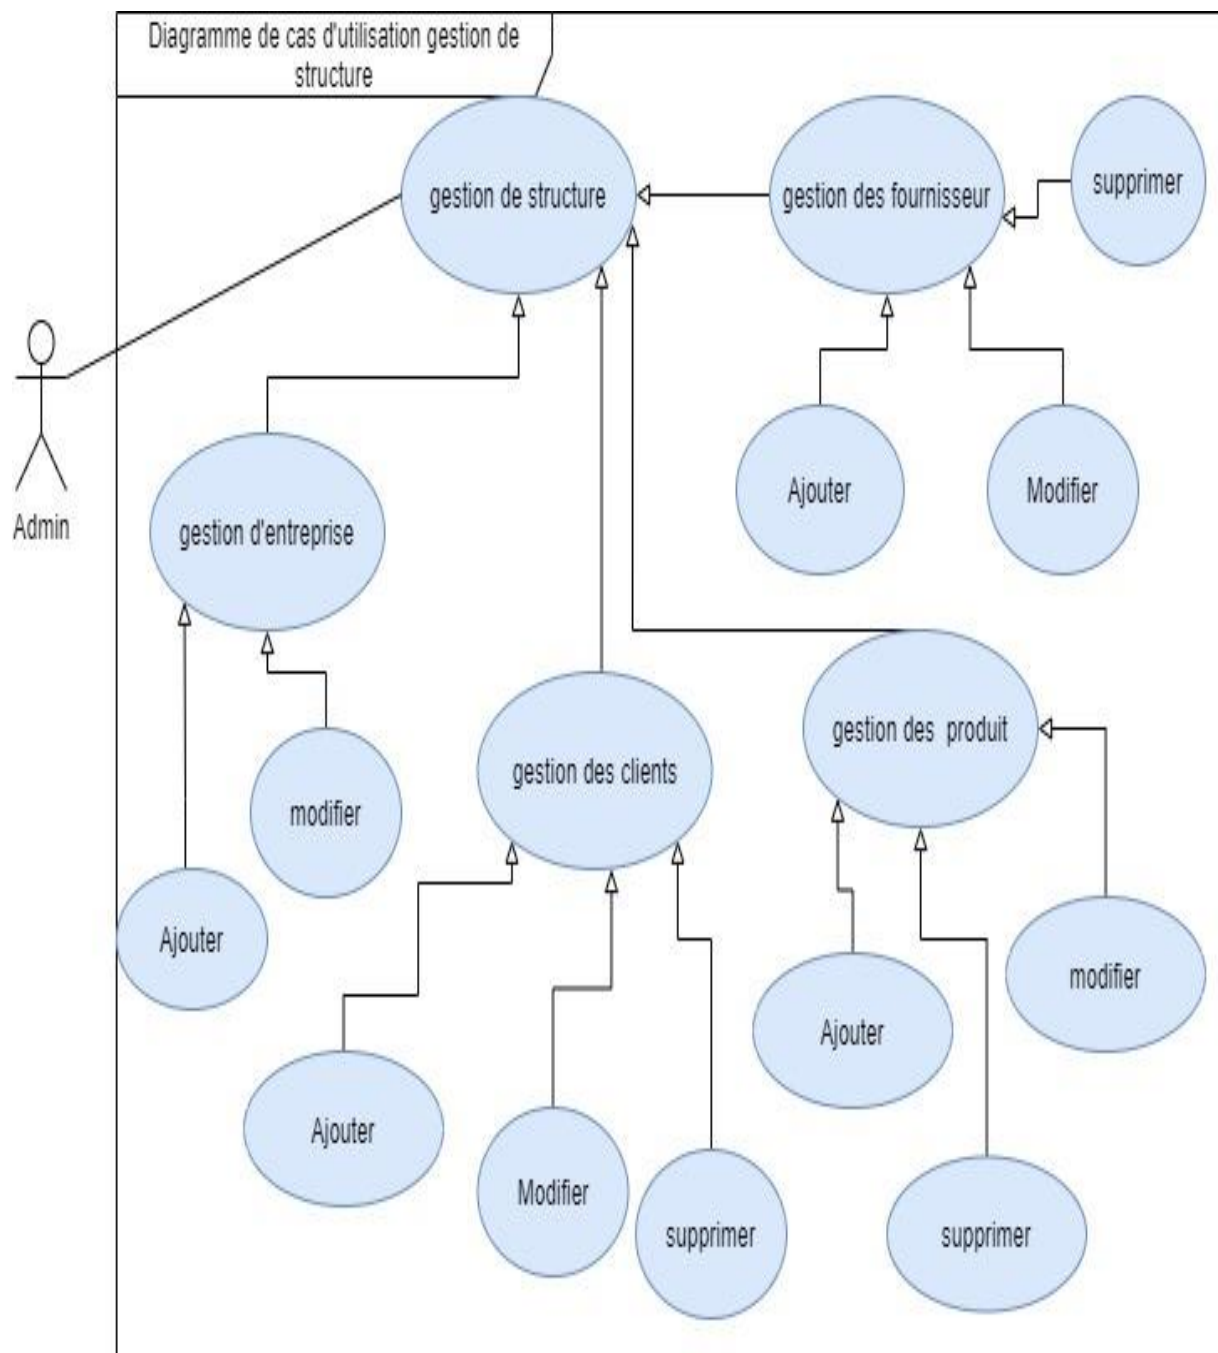 Diagramme de cas d'utilisation gestion de
structure
gestion de structure
gestion des fournisseur
supprimer
Ajouter
Modifier
Admin
gestion d'entreprise
gestion des clients
gestion des  produit
modifier
Ajouter
Ajouter
Modifier
supprimer
Ajouter
supprimer
modifier